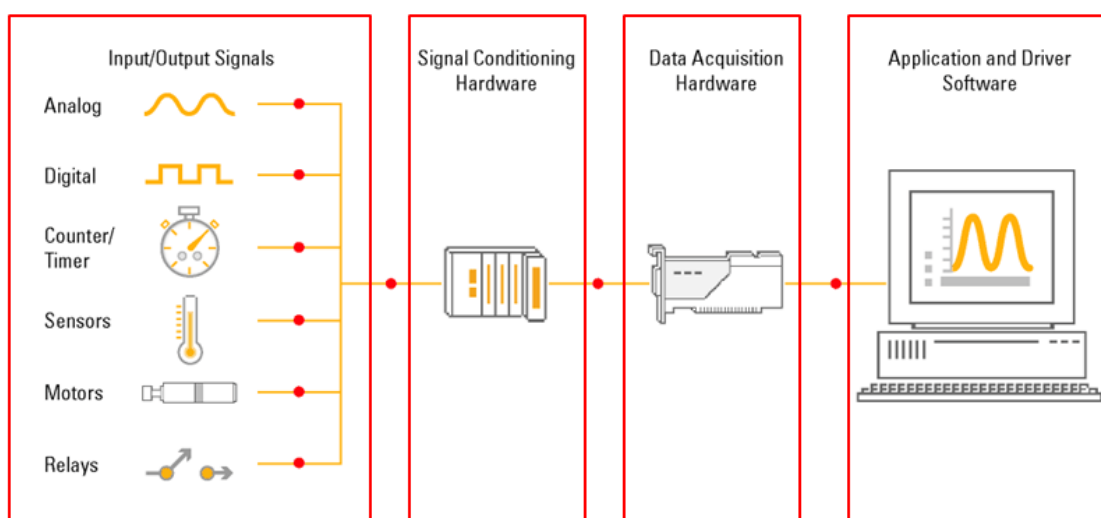 Input/Output Signals
Analog
Digital
Counter/
Timer
Sensors
Motors
Relays
Signal Conditioning
Hardware
Data Acquisition
Hardware
Application and Driver
Software